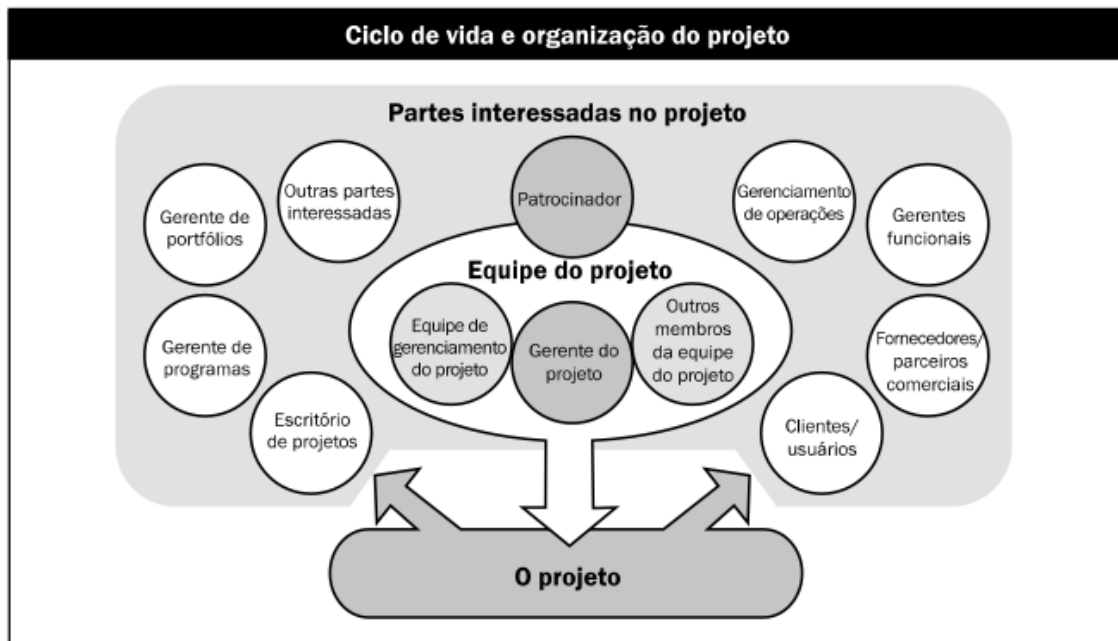 Ciclo de vida e organização do projeto
Partes interessadas no projeto
Gerente de
portfólios
Outras partes
interessadas
Patrocinador
Gerenciamento
de operações
Gerentes
funcionais
Equipe do projeto
Gerente de
programas
Equipe de
gerenciamento
do projeto
Gerente do
projeto
Outros
membros
da equipe
do projeto
Fornecedores/
parceiros
comerciais
Escritório
de projetos
Clientes/
usuários
O projeto